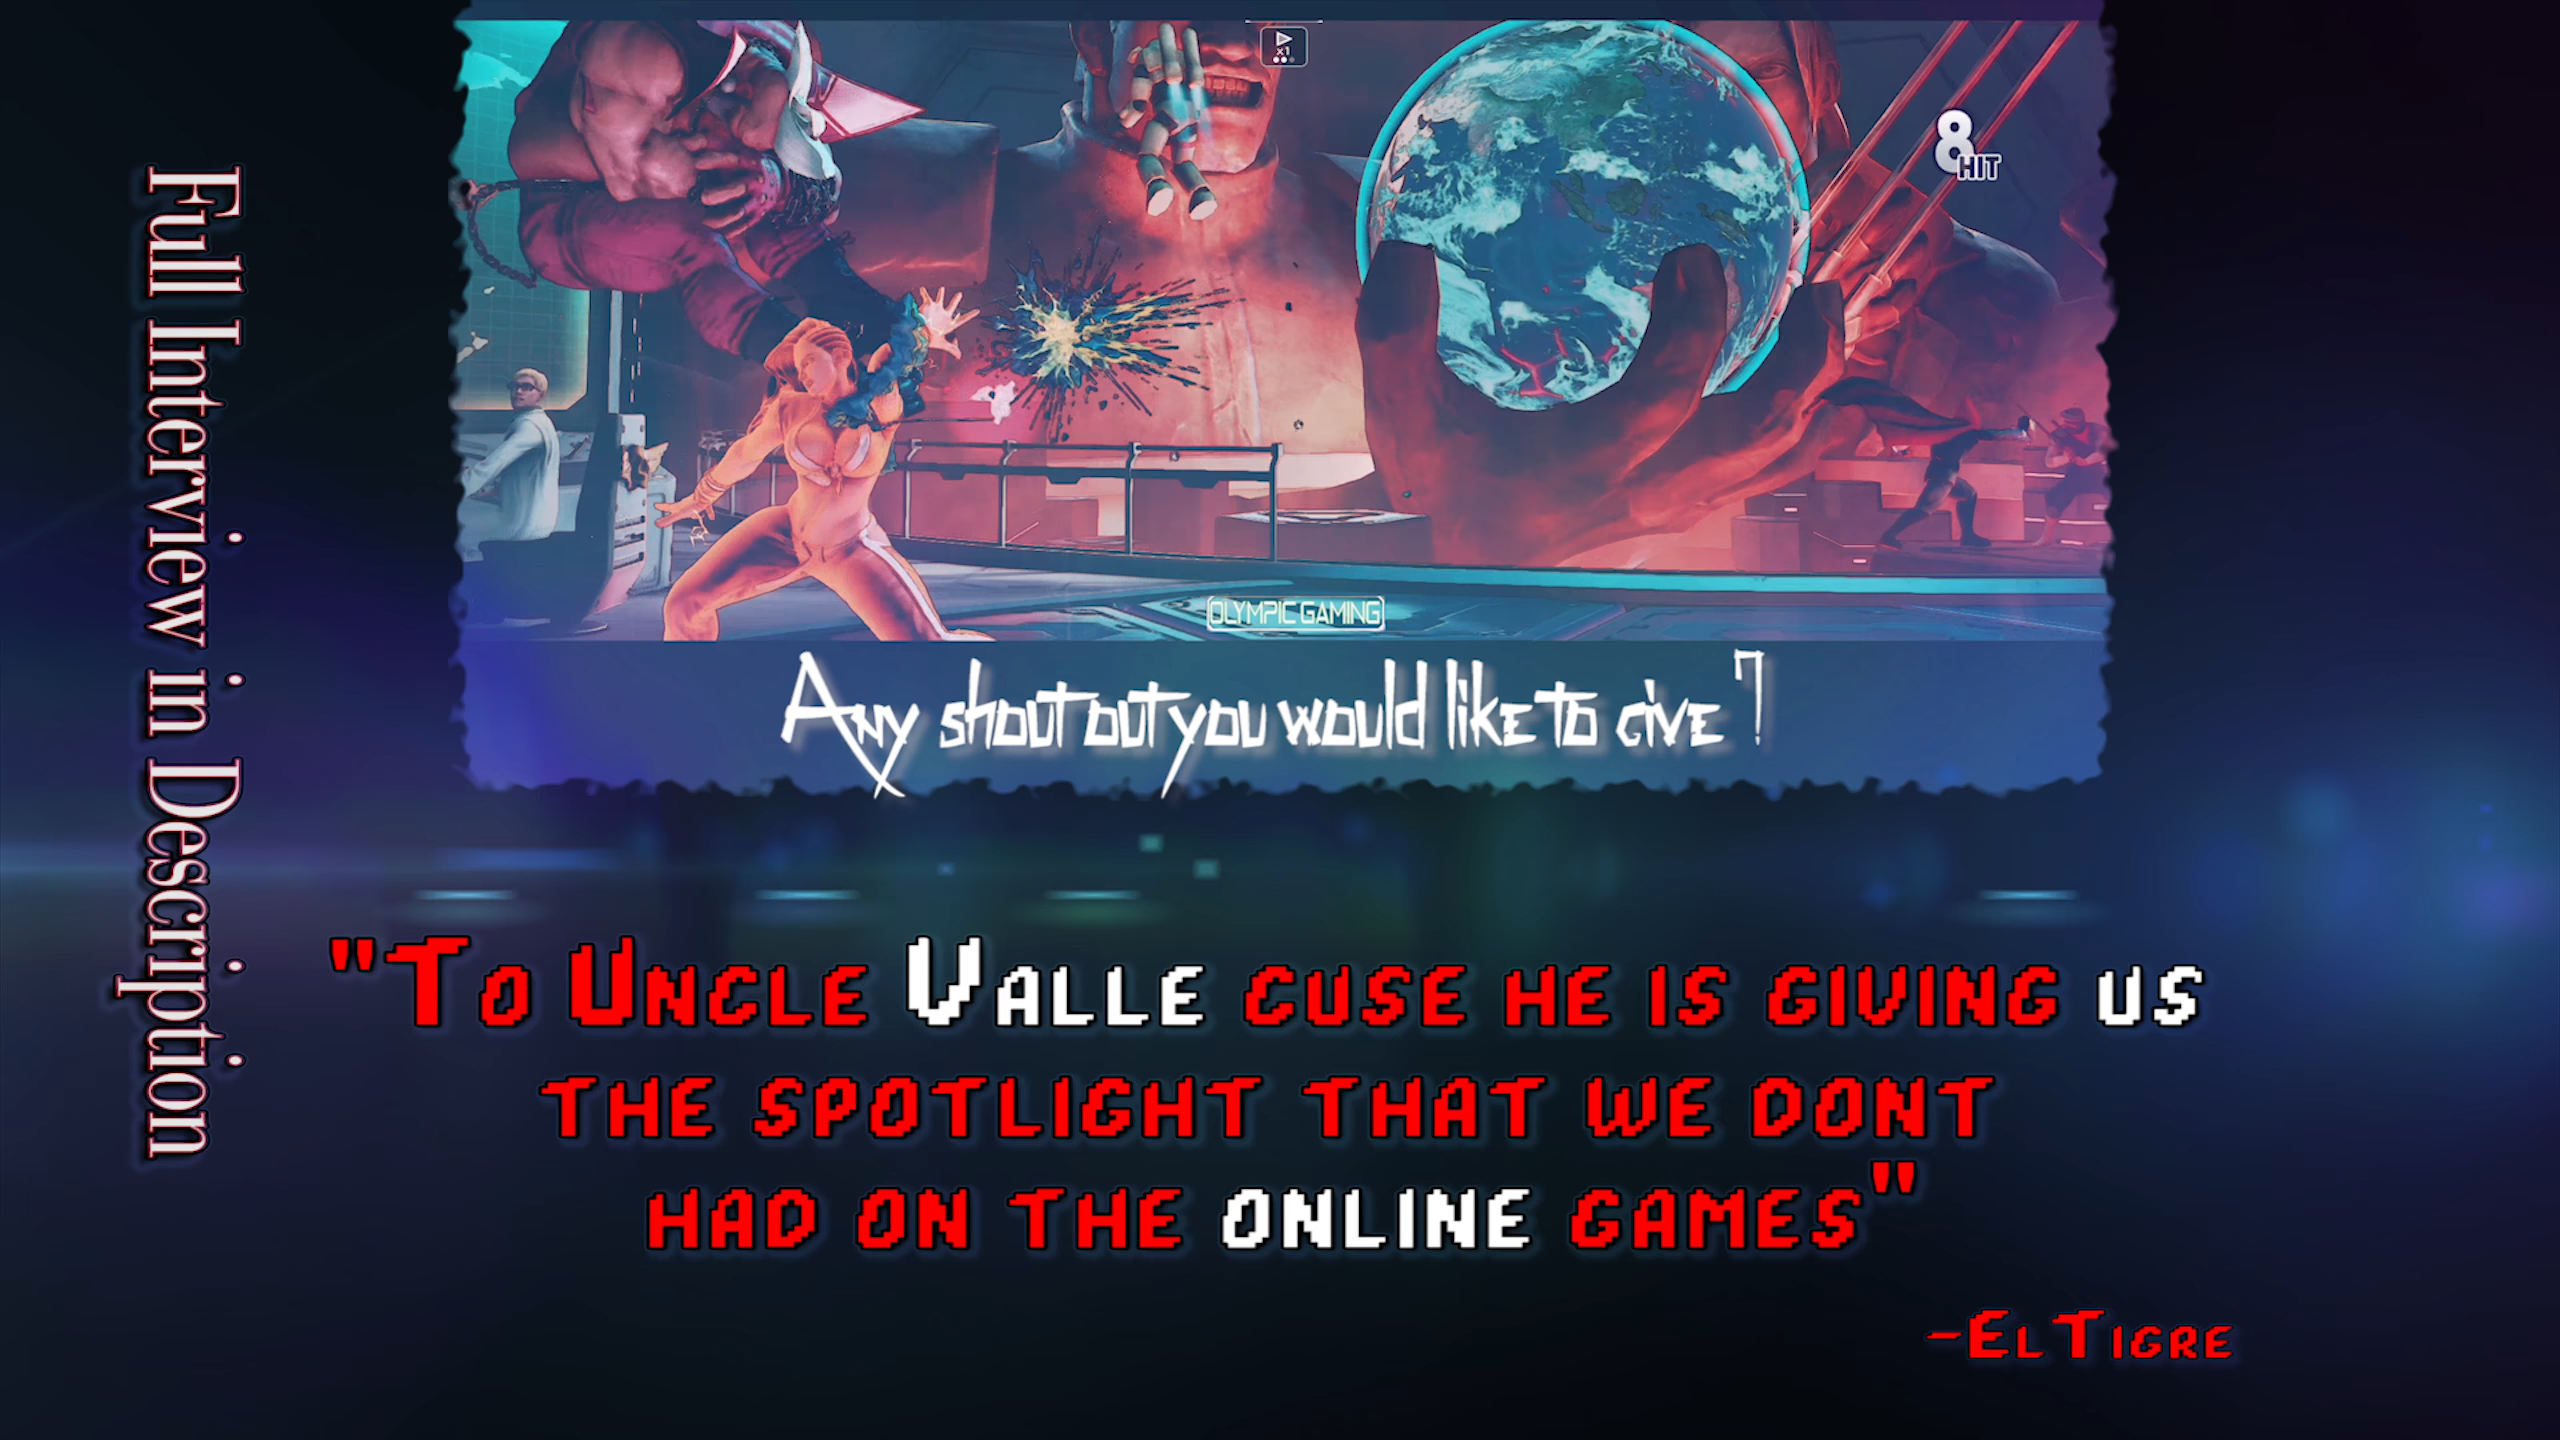 Full Interview in Description
x1
8
HIT
OLYMPIC GAMING
Any shout out you would like to give?
"To Uncle Valle cuse he is giving us
the spotlight that we dont
had on the online games"
-El Tigre